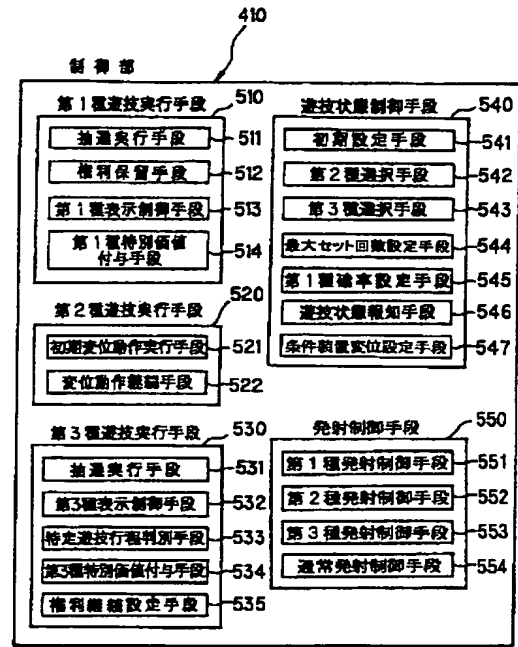 410
制御部
第1種遊技実行手段
510
抽選実行手段
511
権利保留手段
512
第1種表示制御手段
513
第1種特別価値
付与手段
514
第2種遊技実行手段
520
初期変位動作実行手段
521
変位動作継続手段
522
第3種遊技実行手段
530
抽選実行手段
531
第3種表示制御手段
532
特定遊技行程判別手段
533
第3種特別価値付与手段
534
権利継続設定手段
535
遊技状態制御手段
540
初期設定手段
541
第2種選択手段
542
第3種選択手段
543
最大セット回数設定手段
544
第1種確率設定手段
545
遊技状態報知手段
546
条件装置変位設定手段
547
発射制御手段
550
第1種発射制御手段
551
第2種発射制御手段
552
第3種発射制御手段
553
通常発射制御手段
554